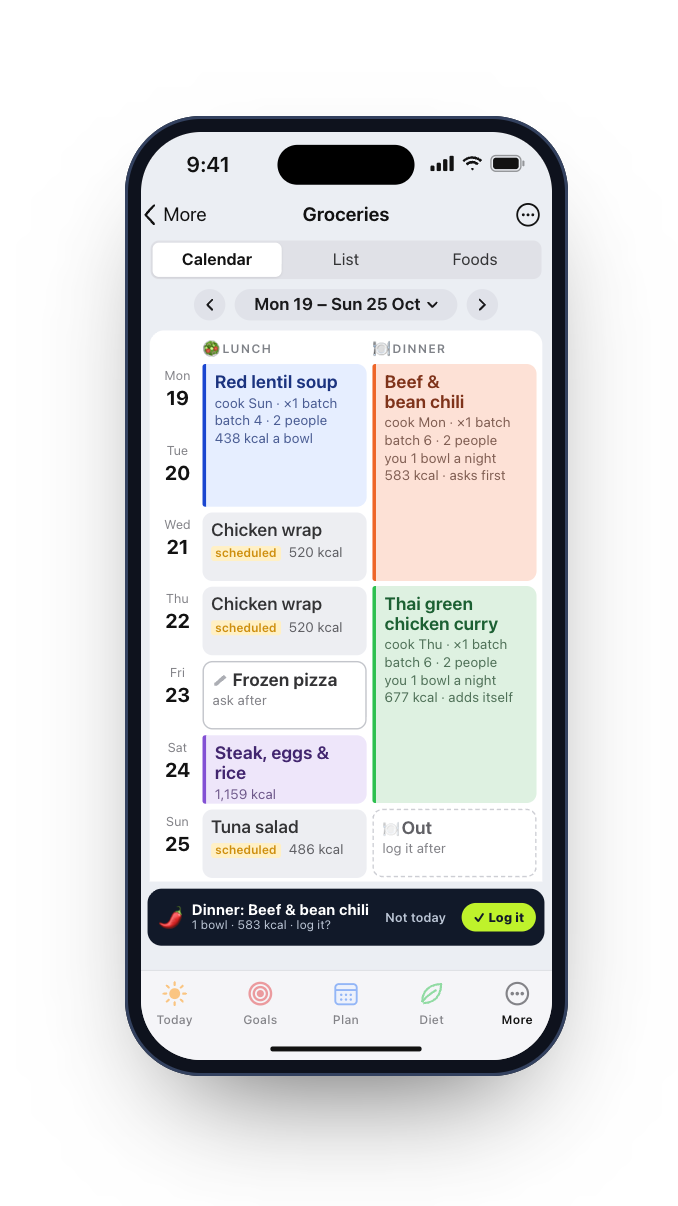 9:41
More
Groceries
Calendar
List
Foods
Mon 19 – Sun 25 Oct
LUNCH
DINNER
Mon
19
Red lentil soup
cook Sun · ×1 batch
batch 4 · 2 people
438 kcal a bowl
Beef &
bean chili
cook Mon · ×1 batch
batch 6 · 2 people
you 1 bowl a night
583 kcal · asks first
Tue
20
Wed
21
Chicken wrap
scheduled 520 kcal
Thu
22
Chicken wrap
scheduled 520 kcal
Thai green
chicken curry
cook Thu · ×1 batch
batch 6 · 2 people
you 1 bowl a night
677 kcal · adds itself
Fri
23
Frozen pizza
ask after
Sat
24
Steak, eggs &
rice
1,159 kcal
Sun
25
Tuna salad
scheduled 486 kcal
Out
log it after
Dinner: Beef & bean chili
1 bowl · 583 kcal · log it?
Not today
✓ Log it
Today
Goals
Plan
Diet
More